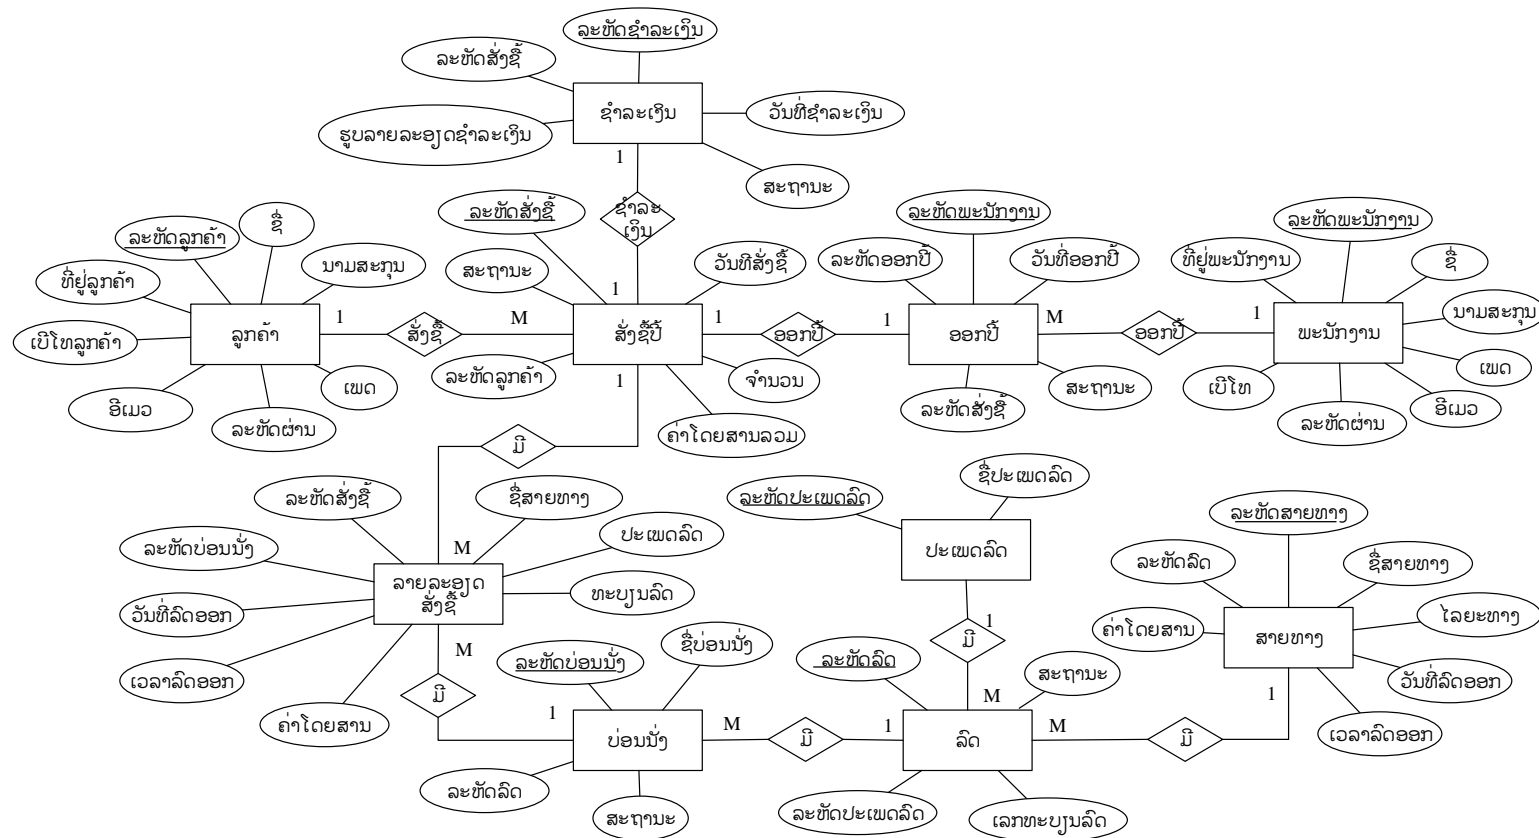 ລະຫັດຊຳລະເງິນ
ລະຫັດສັ່ງຊື້
ຊຳລະເງິນ
ວັນທີ່ຊຳລະເງິນ
ຮູບລາຍລະອຽດຊຳລະເງິນ
1
ສະຖານະ
ລະຫັດສັ່ງຊື້
ຊຳລະ
ເງິນ
ລະຫັດພະນັກງານ
ລະຫັດພະນັກງານ
ຊື່
ລະຫັດລູກຄ້າ
ນາມສະກຸນ
ທີ່ຢູ່ລູກຄ້າ
ສະຖານະ
ວັນທີສັ່ງຊື້
ລະຫັດອອກປີ້
ວັນທີ່ອອກປີ້
ທີ່ຢູ່ພະນັກງານ
ຊື່
ນາມສະກຸນ
1
ເບີໂທລູກຄ້າ
ລູກຄ້າ
1
ສັ່ງຊື້
M
ສັ່ງຊື້ປີ້
1
ອອກປີ້
1
ອອກປີ້
M
ອອກປີ້
1
ພະນັກງານ
ເພດ
ອີເມວ
ລະຫັດຜ່ານ
ເພດ
ລະຫັດລູກຄ້າ
1
ຈຳນວນ
ຄ່າໂດຍສານລວມ
ລະຫັດສັ່ງຊື້
ສະຖານະ
ເບີໂທ
ລະຫັດຜ່ານ
ອີເມວ
ມີ
ລະຫັດສັ່ງຊື້
ຊື່ສາຍທາງ
ລະຫັດປະເພດລົດ
ຊື່ປະເພດລົດ
ລະຫັດສາຍທາງ
ລະຫັດບ່ອນນັ່ງ
M
ປະເພດລົດ
ປະເພດລົດ
ລະຫັດລົດ
ຊື່ສາຍທາງ
ລາຍລະອຽດ
ສັ່ງຊື້
ທະບຽນລົດ
ວັນທີ່ລົດອອກ
ໄລຍະທາງ
ຄ່າໂດຍສານ
ສາຍທາງ
1
ມີ
M
ເວລາລົດອອກ
ມີ
ລະຫັດບ່ອນນັ່ງ
ຊື່ບ່ອນນັ່ງ
ລະຫັດລົດ
ສະຖານະ
ວັນທີ່ລົດອອກ
M
1
ຄ່າໂດຍສານ
1
ບ່ອນນັ່ງ
M
ມີ
1
ລົດ
M
ມີ
ເວລາລົດອອກ
ລະຫັດລົດ
ສະຖານະ
ລະຫັດປະເພດລົດ
ເລກທະບຽນລົດ